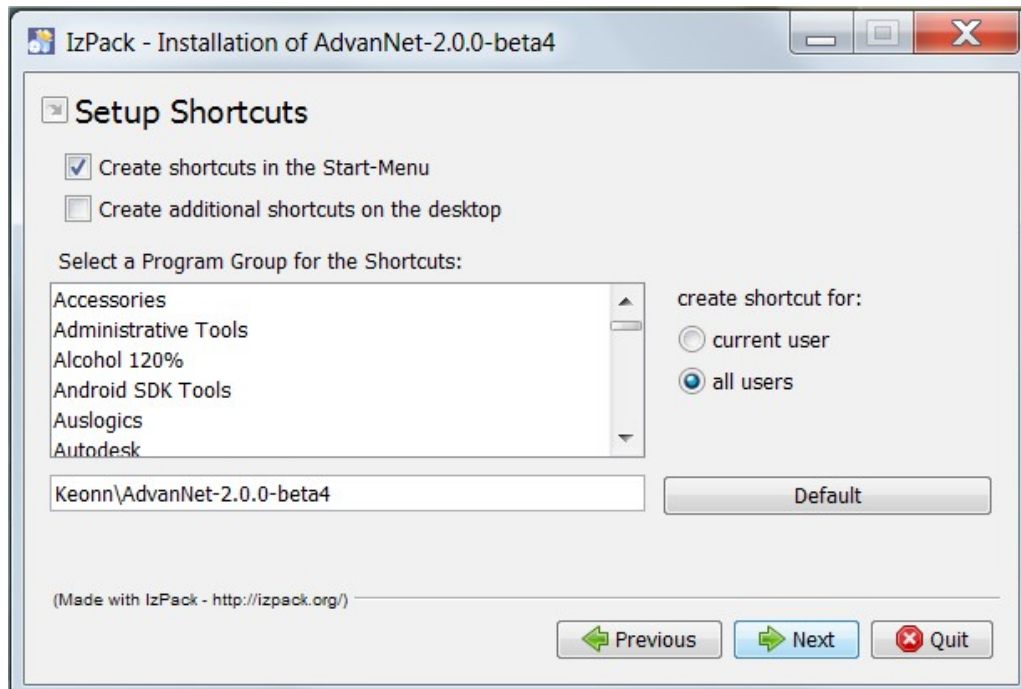 IzPack - Installation of AdvanNet-2.0.0-beta4
Setup Shortcuts
Create shortcuts in the Start-Menu
Create additional shortcuts on the desktop
Select a Program Group for the Shortcuts:
Accessories
Administrative Tools
Alcohol 120%
Android SDK Tools
Auslogics
Autodesk
create shortcut for:
current user
all users
Keonn\AdvanNet-2.0.0-beta4
Default
(Made with IzPack - http://izpack.org/)
Previous
Next
Quit